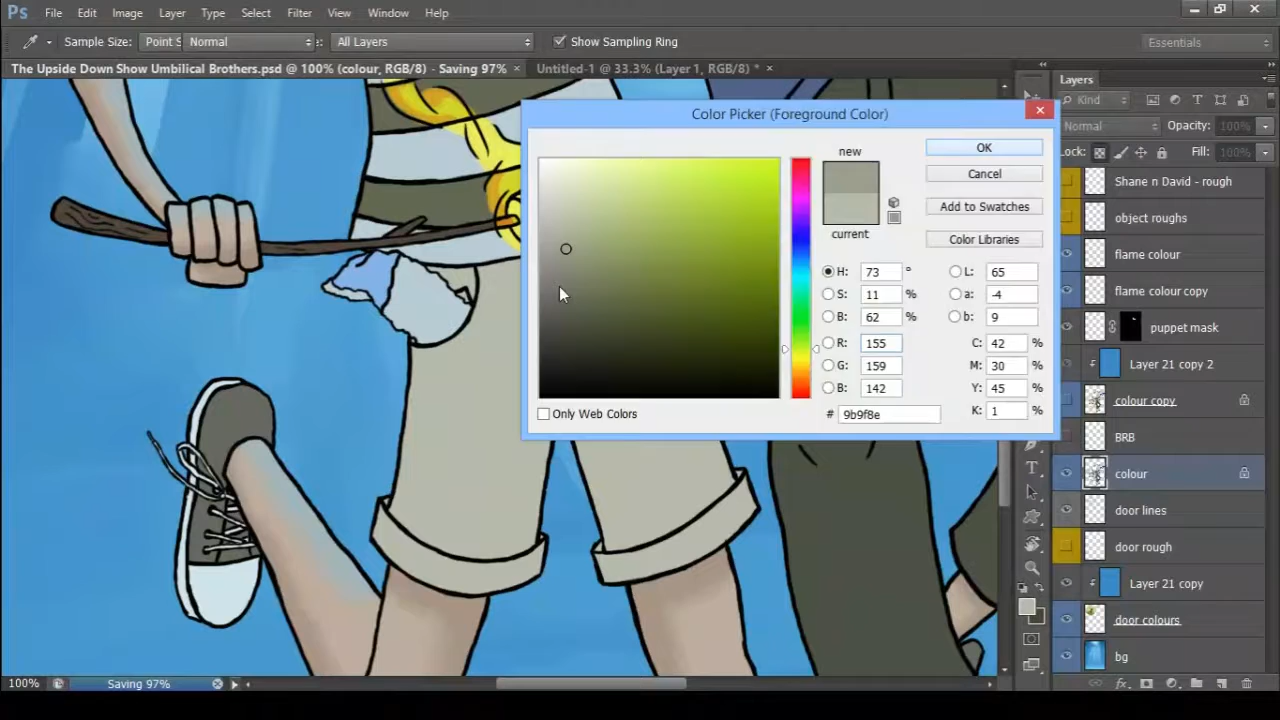 Ps File Edit Image Layer Type Select Filter View Window Help
Sample Size: Point S Normal : All Layers Show Sampling Ring Essentials
The Upside Down Show Umbilical Brothers.psd @ 100% (colour, RGB/8) - Saving 97% × Untitled-1 @ 33.3% (Layer 1, RGB/8) * ×
Layers
Kind
Normal Opacity: 100%
Lock: Fill: 100%
Shane n David - rough
object roughs
flame colour
flame colour copy
puppet mask
Layer 21 copy 2
colour copy
BRB
colour
door lines
door rough
Layer 21 copy
door colours
bg
Color Picker (Foreground Color)
new
current
OK
Cancel
Add to Swatches
Color Libraries
H: 73 ° L: 65
S: 11 % a: -4
B: 62 % b: 9
R: 155 C: 42 %
G: 159 M: 30 %
B: 142 Y: 45 %
# 9b9f8e K: 1 %
Only Web Colors
100% Saving 97%